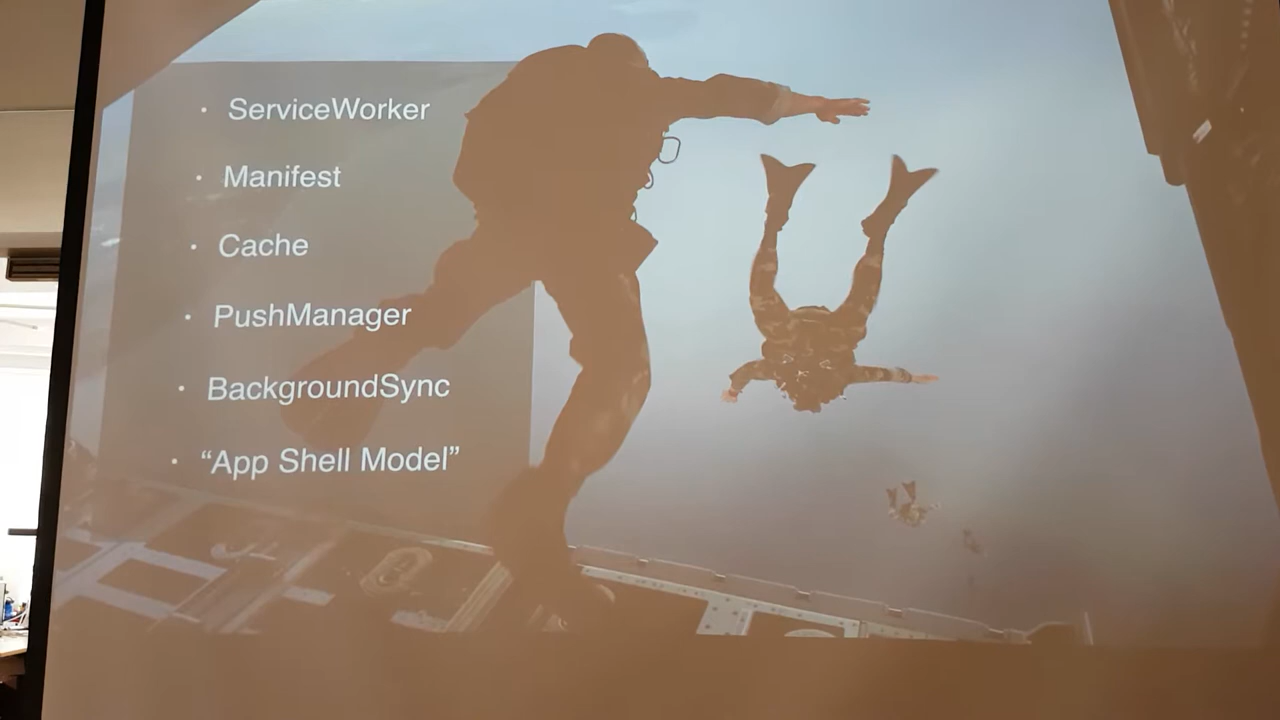 • ServiceWorker
• Manifest
• Cache
• PushManager
• BackgroundSync
• “App Shell Model”